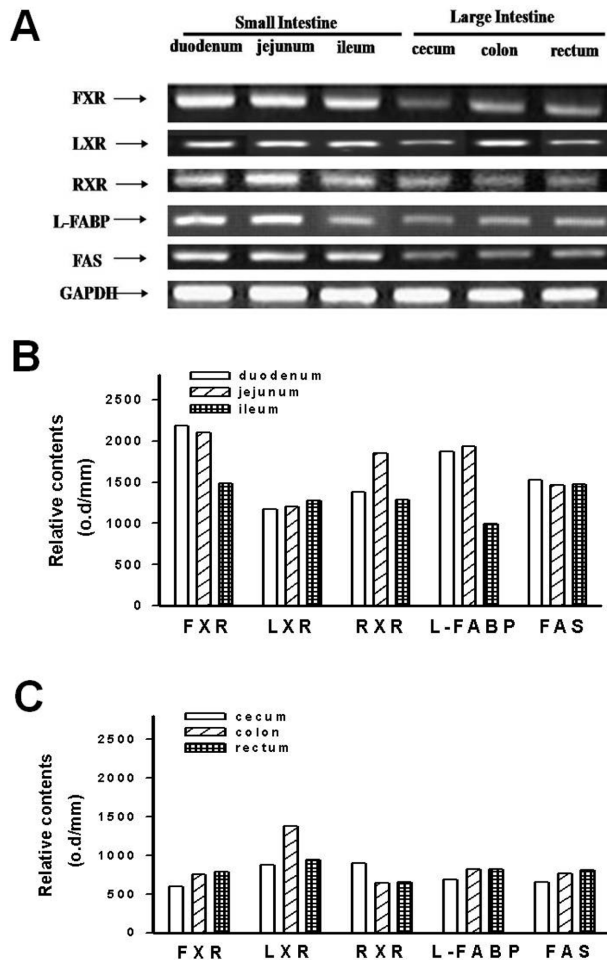 A
Small Intestine Large Intestine
duodenum jejunum ileum cecum colon rectum
FXR
LXR
RXR
L-FABP
FAS
GAPDH
B
duodenum
jejunum
ileum
Relative contents
(o.d/mm)
2500
2000
1500
1000
500
0
FXR LXR RXR L-FABP FAS
C
cecum
colon
rectum
Relative contents
(o.d/mm)
2500
2000
1500
1000
500
0
FXR LXR RXR L-FABP FAS